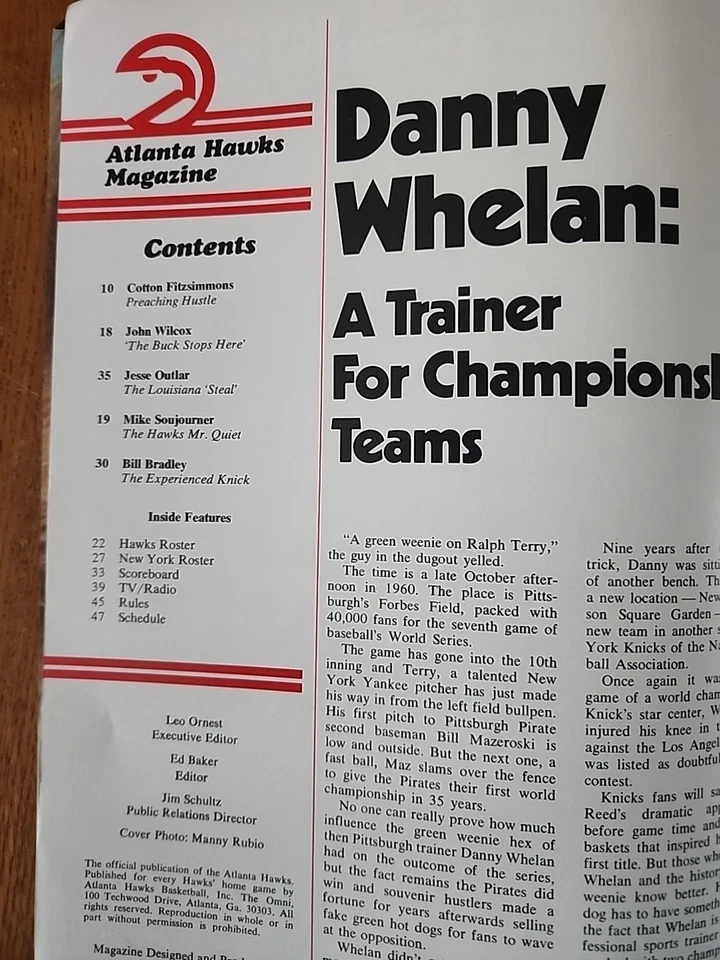 Atlanta Hawks
Magazine
Contents
10 Cotton Fitzsimmons
Preaching Hustle
18 John Wilcox
'The Buck Stops Here'
35 Jesse Outlar
The Louisiana 'Steal'
19 Mike Soujourner
The Hawks Mr. Quiet
30 Bill Bradley
The Experienced Knick
Inside Features
22 Hawks Roster
27 New York Roster
33 Scoreboard
39 TV/Radio
45 Rules
47 Schedule
Leo Ornest
Executive Editor
Ed Baker
Editor
Jim Schultz
Public Relations Director
Cover Photo: Manny Rubio
The official publication of the Atlanta Hawks.
Published for every Hawks' home game by
Atlanta Hawks Basketball, Inc. The Omni,
100 Techwood Drive, Atlanta, Ga. 30303. All
rights reserved. Reproduction in whole or in
part without permission is prohibited.
Magazine Designed and
Danny
Whelan:
A Trainer
For Champions
Teams
"A green weenie on Ralph Terry,"
the guy in the dugout yelled.
The time is a late October after-
noon in 1960. The place is Pitts-
burgh's Forbes Field, packed with
40,000 fans for the seventh game of
baseball's World Series.
The game has gone into the 10th
inning and Terry, a talented New
York Yankee pitcher has just made
his way in from the left field bullpen.
His first pitch to Pittsburgh Pirate
second baseman Bill Mazeroski is
low and outside. But the next one, a
fast ball, Maz slams over the fence
to give the Pirates their first world
championship in 35 years.
No one can really prove how much
influence the green weenie hex of
then Pittsburgh trainer Danny Whelan
had on the outcome of the series,
but the fact remains the Pirates did
win and souvenir hustlers made a
fortune for years afterwards selling
fake green hot dogs for fans to wave
at the opposition.
Whelan didn't
Nine years after
trick, Danny was
of another bench.
a new location — New
son Square Garden —
new team in another
York Knicks of the
ball Association.
Once again it
game of a world
Knick's star center,
injured his knee in
against the Los
was listed as doubtful
contest.
Knicks fans will
Reed's dramatic
before game time and
baskets that inspired
first title. But those
Whelan and the
weenie know better.
dog has to have
the fact that Whelan is
fessional sports trainer